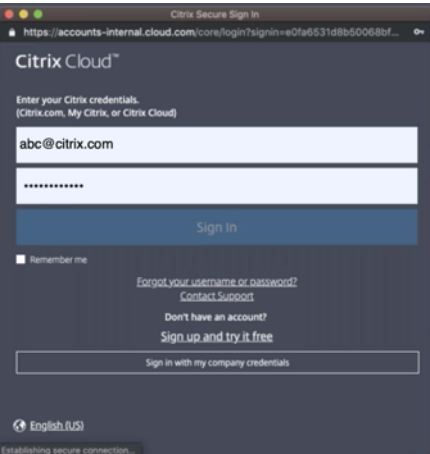 Citrix Secure Sign In
https://accounts-internal.cloud.com/core/login?signin=e0fa6531d8b50068bf...
Citrix Cloud™
Enter your Citrix credentials.
(Citrix.com, My Citrix, or Citrix Cloud)
abc@citrix.com
••••••••••••
Sign In
Remember me
Forgot your username or password?
Contact Support
Don't have an account?
Sign up and try it free
Sign in with my company credentials
English (US)
Establishing secure connection...